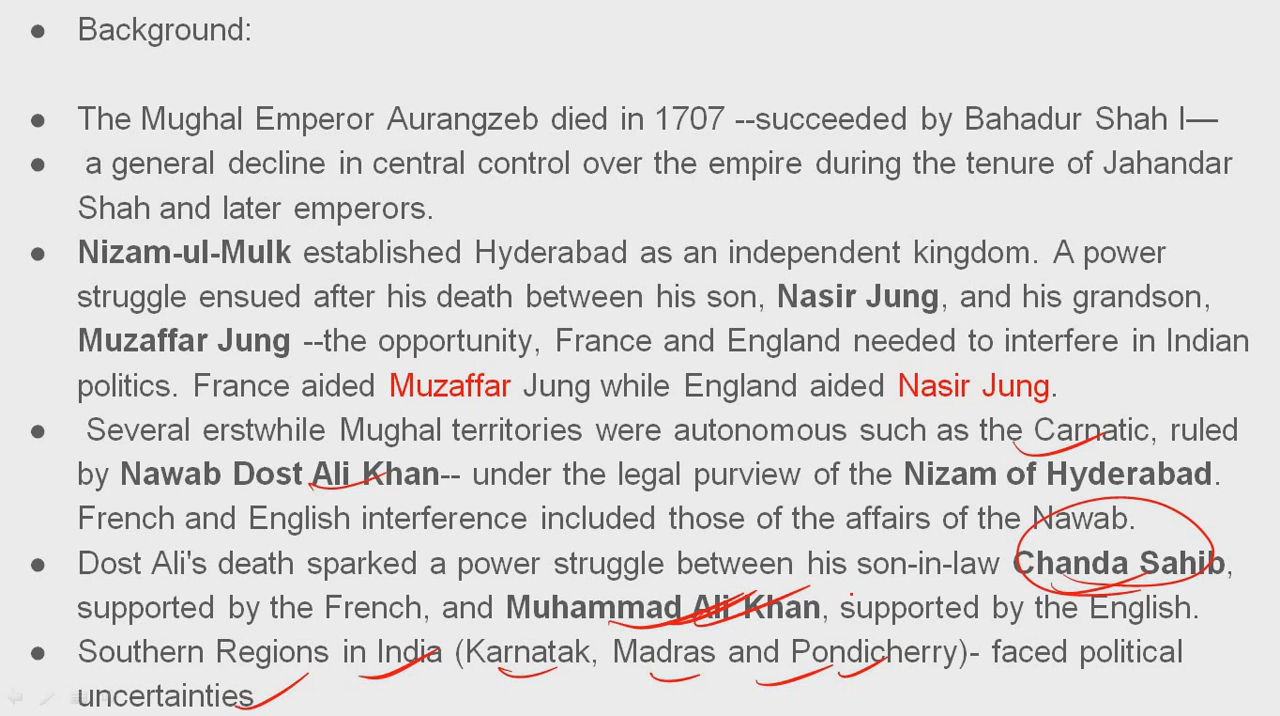 ● Background:
● The Mughal Emperor Aurangzeb died in 1707 --succeeded by Bahadur Shah I—
● a general decline in central control over the empire during the tenure of Jahandar
Shah and later emperors.
● Nizam-ul-Mulk established Hyderabad as an independent kingdom. A power
struggle ensued after his death between his son, Nasir Jung, and his grandson,
Muzaffar Jung --the opportunity, France and England needed to interfere in Indian
politics. France aided Muzaffar Jung while England aided Nasir Jung.
● Several erstwhile Mughal territories were autonomous such as the Carnatic, ruled
by Nawab Dost Ali Khan-- under the legal purview of the Nizam of Hyderabad.
French and English interference included those of the affairs of the Nawab.
● Dost Ali's death sparked a power struggle between his son-in-law Chanda Sahib,
supported by the French, and Muhammad Ali Khan, supported by the English.
● Southern Regions in India (Karnatak, Madras and Pondicherry)- faced political
uncertainties